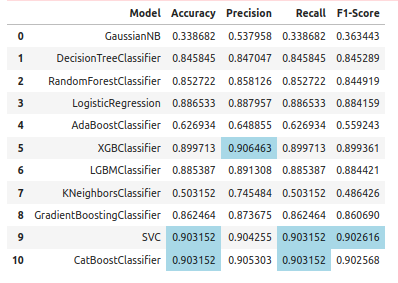 Model Accuracy Precision Recall F1-Score
0 GaussianNB 0.338682 0.537958 0.338682 0.363443
1 DecisionTreeClassifier 0.845845 0.847047 0.845845 0.845289
2 RandomForestClassifier 0.852722 0.858126 0.852722 0.844919
3 LogisticRegression 0.886533 0.887957 0.886533 0.884159
4 AdaBoostClassifier 0.626934 0.648855 0.626934 0.559243
5 XGBClassifier 0.899713 0.906463 0.899713 0.899361
6 LGBMClassifier 0.885387 0.891308 0.885387 0.884421
7 KNeighborsClassifier 0.503152 0.745484 0.503152 0.486426
8 GradientBoostingClassifier 0.862464 0.873675 0.862464 0.860690
9 SVC 0.903152 0.904255 0.903152 0.902616
10 CatBoostClassifier 0.903152 0.905303 0.903152 0.902568